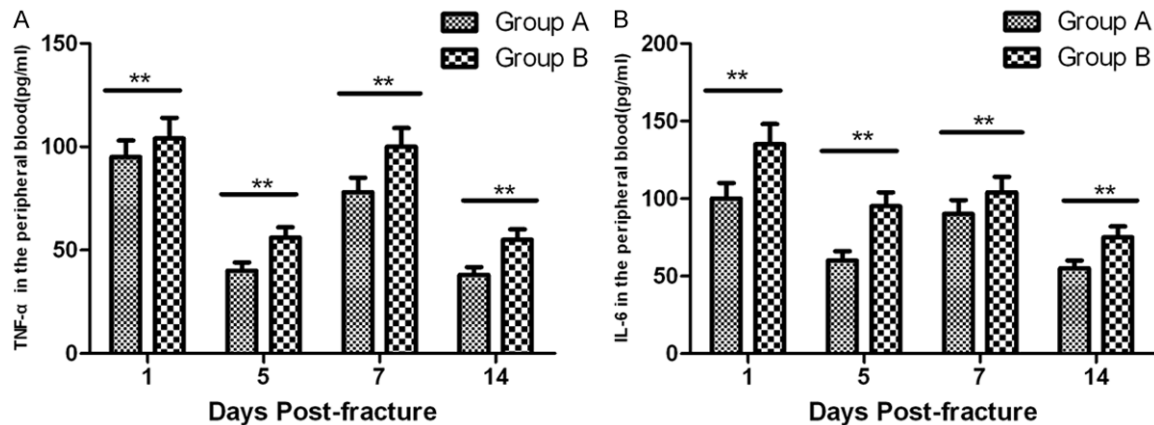 A
Group A
Group B
TNF-α in the peripheral blood(pg/ml)
150
100
50
0
**
**
**
**
1 5 7 14
Days Post-fracture
B
Group A
Group B
IL-6 in the peripheral blood(pg/ml)
200
150
100
50
0
**
**
**
**
1 5 7 14
Days Post-fracture